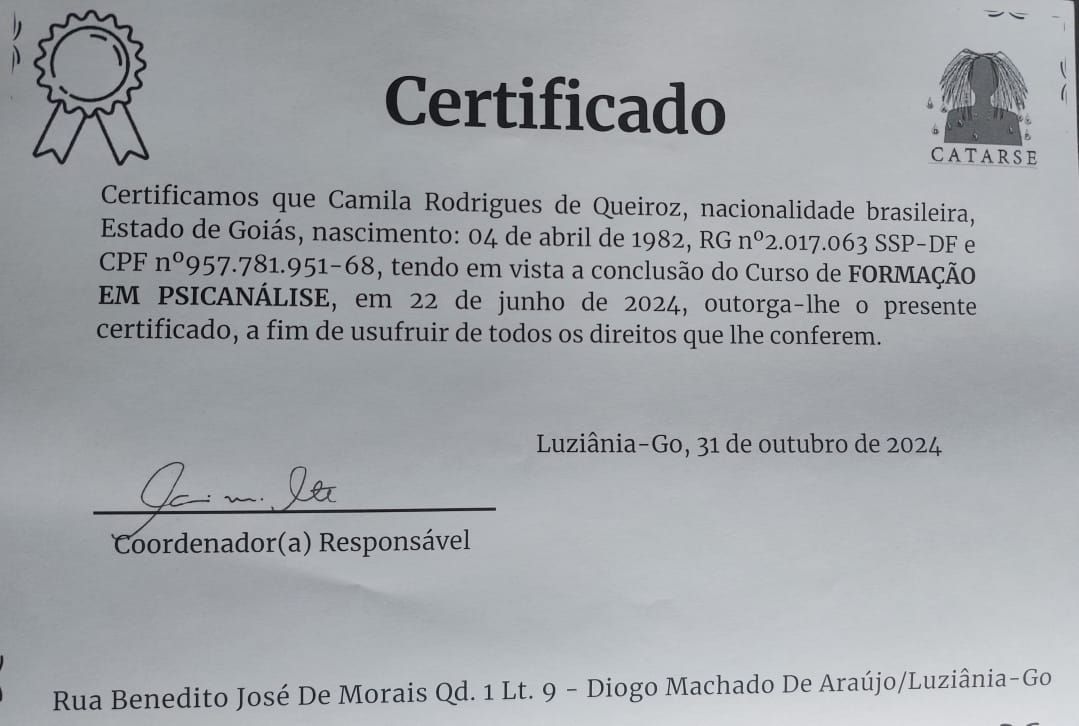 Certificado
CATARSE
Certificamos que Camila Rodrigues de Queiroz, nacionalidade brasileira,
Estado de Goiás, nascimento: 04 de abril de 1982, RG nº2.017.063 SSP-DF e
CPF nº957.781.951-68, tendo em vista a conclusão do Curso de FORMAÇÃO
EM PSICANÁLISE, em 22 de junho de 2024, outorga-lhe o presente
certificado, a fim de usufruir de todos os direitos que lhe conferem.
Luziânia-Go, 31 de outubro de 2024
Coordenador(a) Responsável
Rua Benedito José De Morais Qd. 1 Lt. 9 - Diogo Machado De Araújo/Luziânia-Go